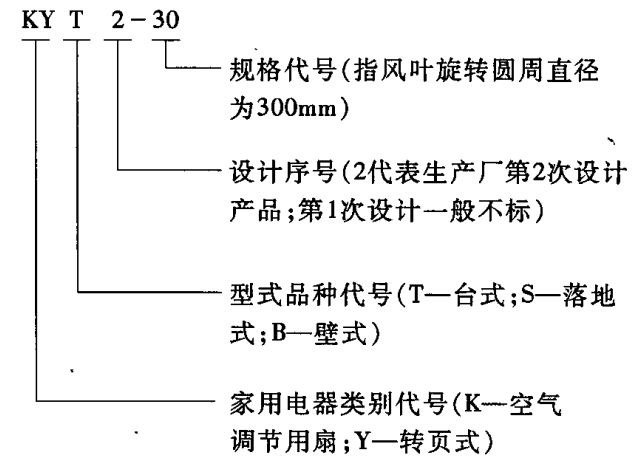 KY T 2-30
规格代号(指风叶旋转圆周直径
为300mm)
设计序号(2代表生产厂第2次设计
产品;第1次设计一般不标)
型式品种代号(T—台式;S—落地
式;B—壁式)
家用电器类别代号(K—空气
调节用扇;Y—转页式)